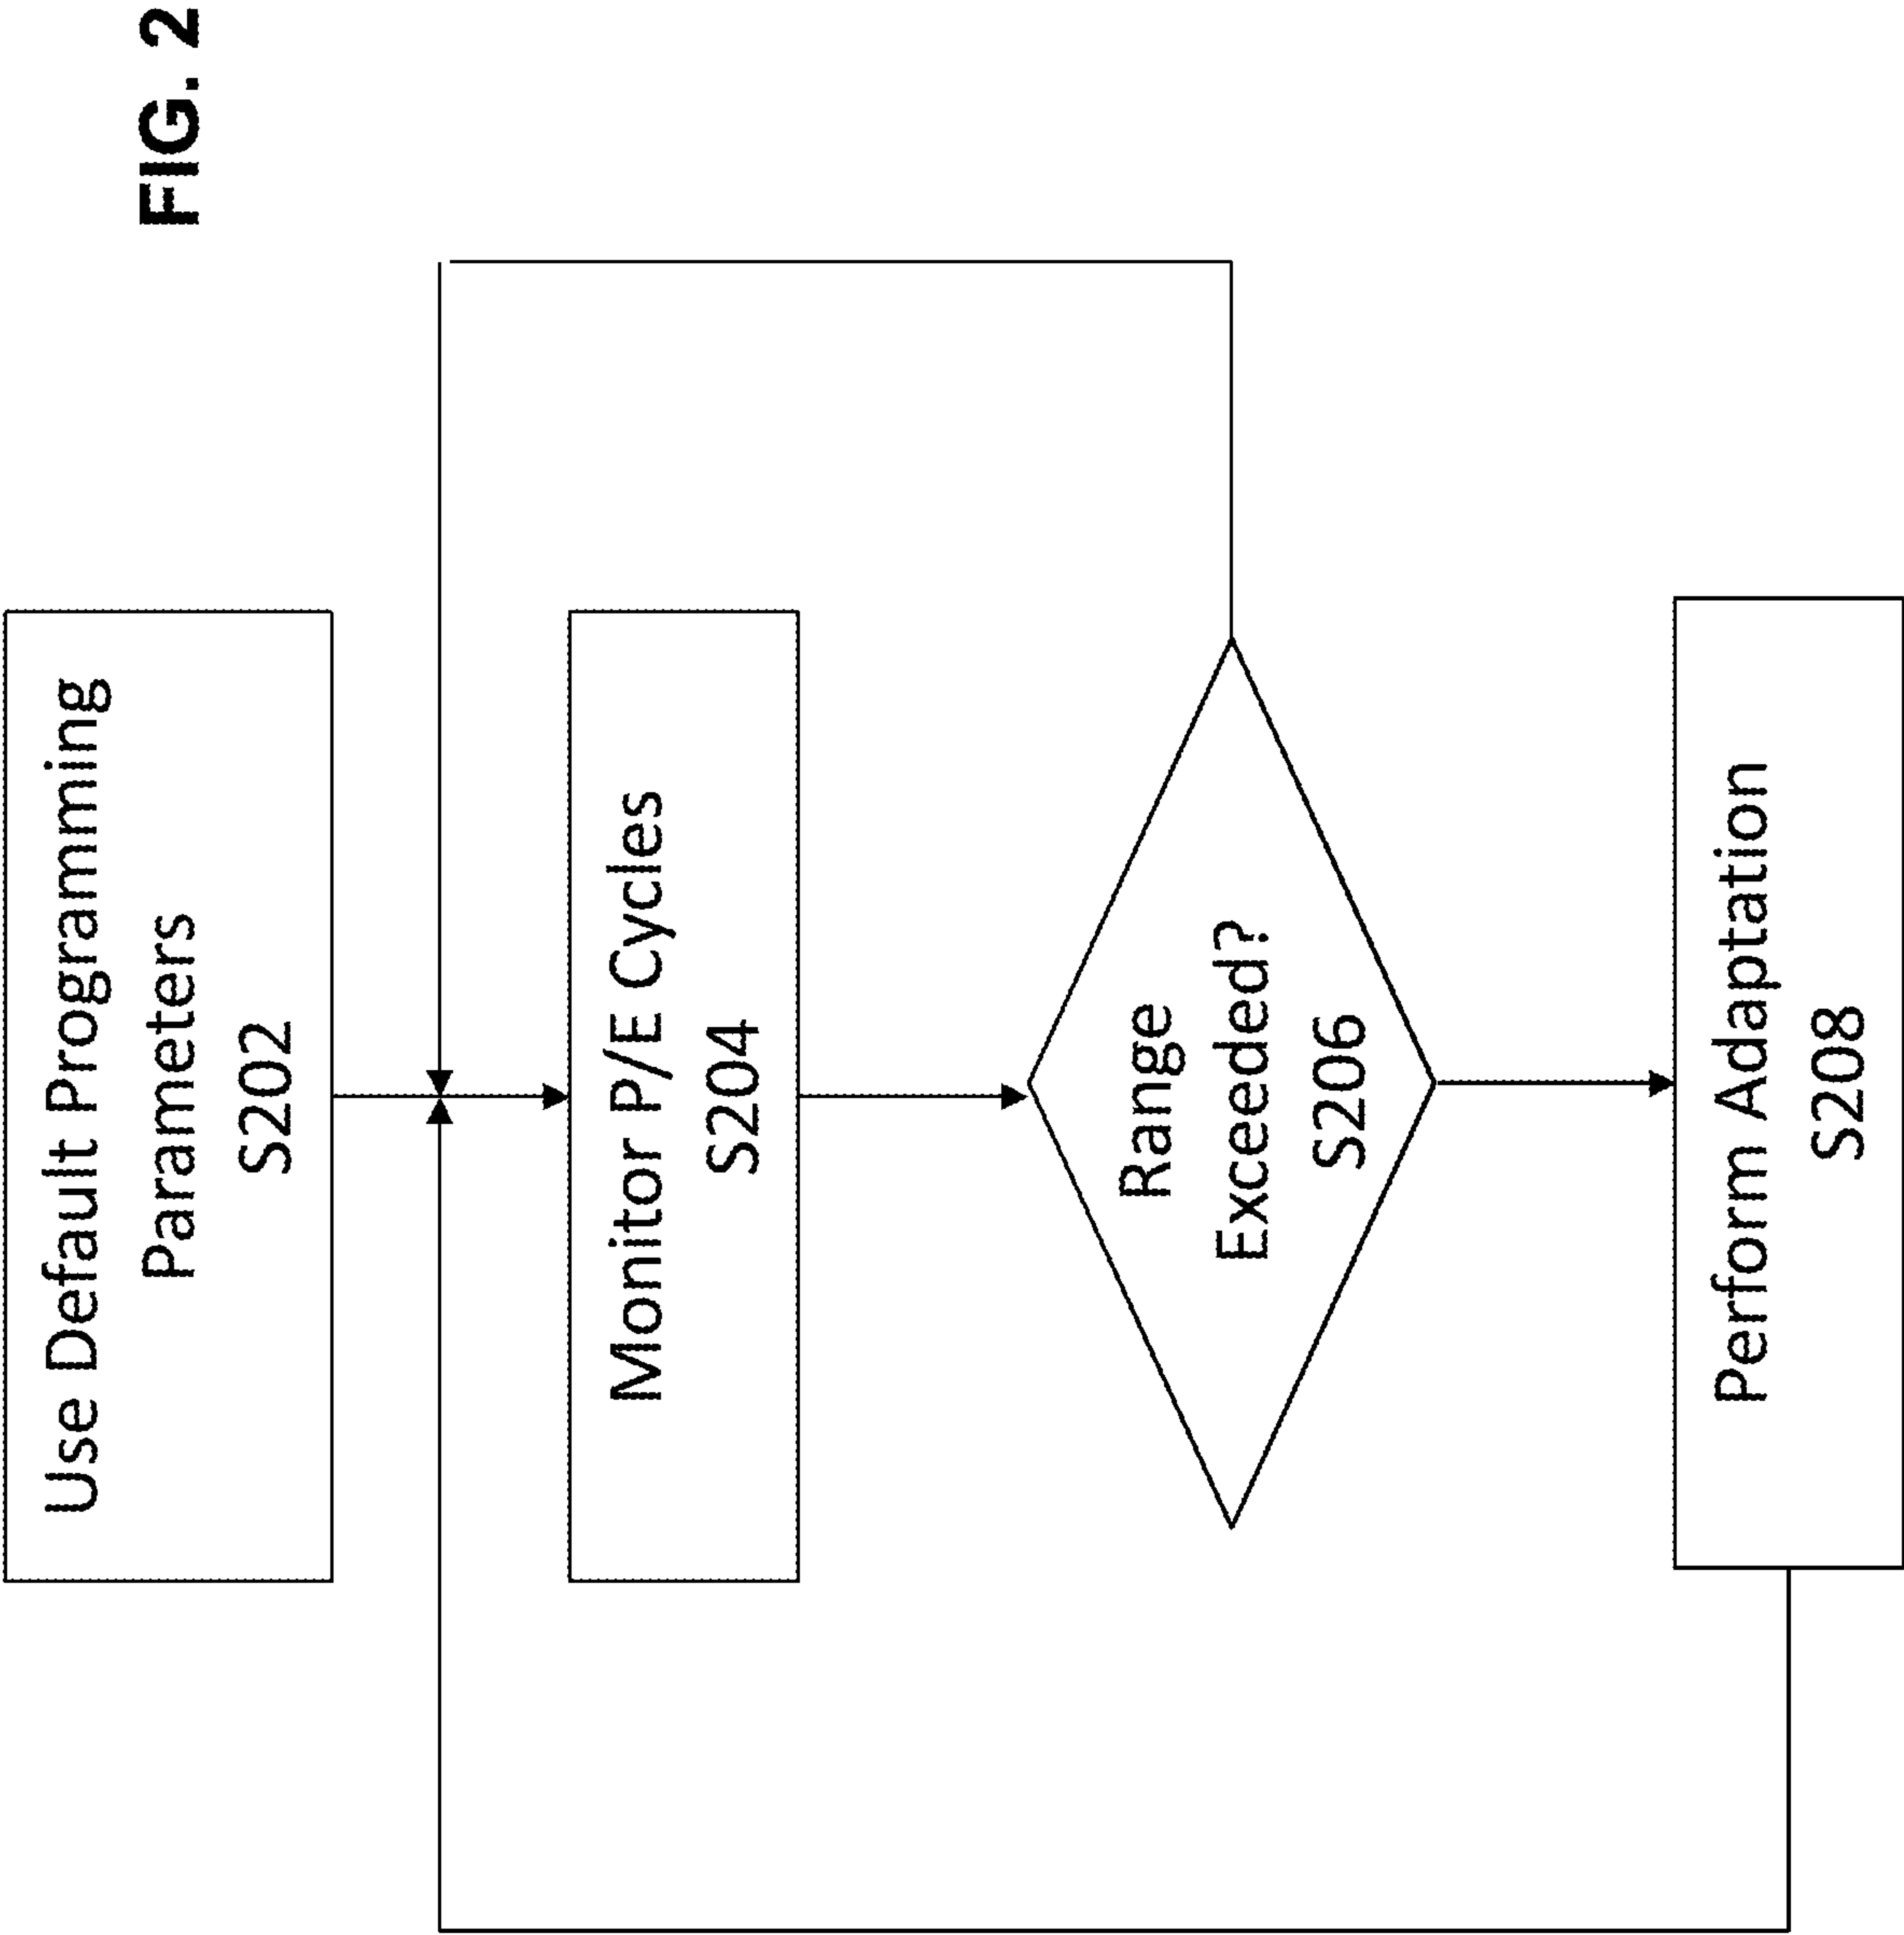 FIG. 2
Use Default Programming
Parameters
S202
Monitor P/E Cycles
S204
Range
Exceeded?
S206
Perform Adaptation
S208